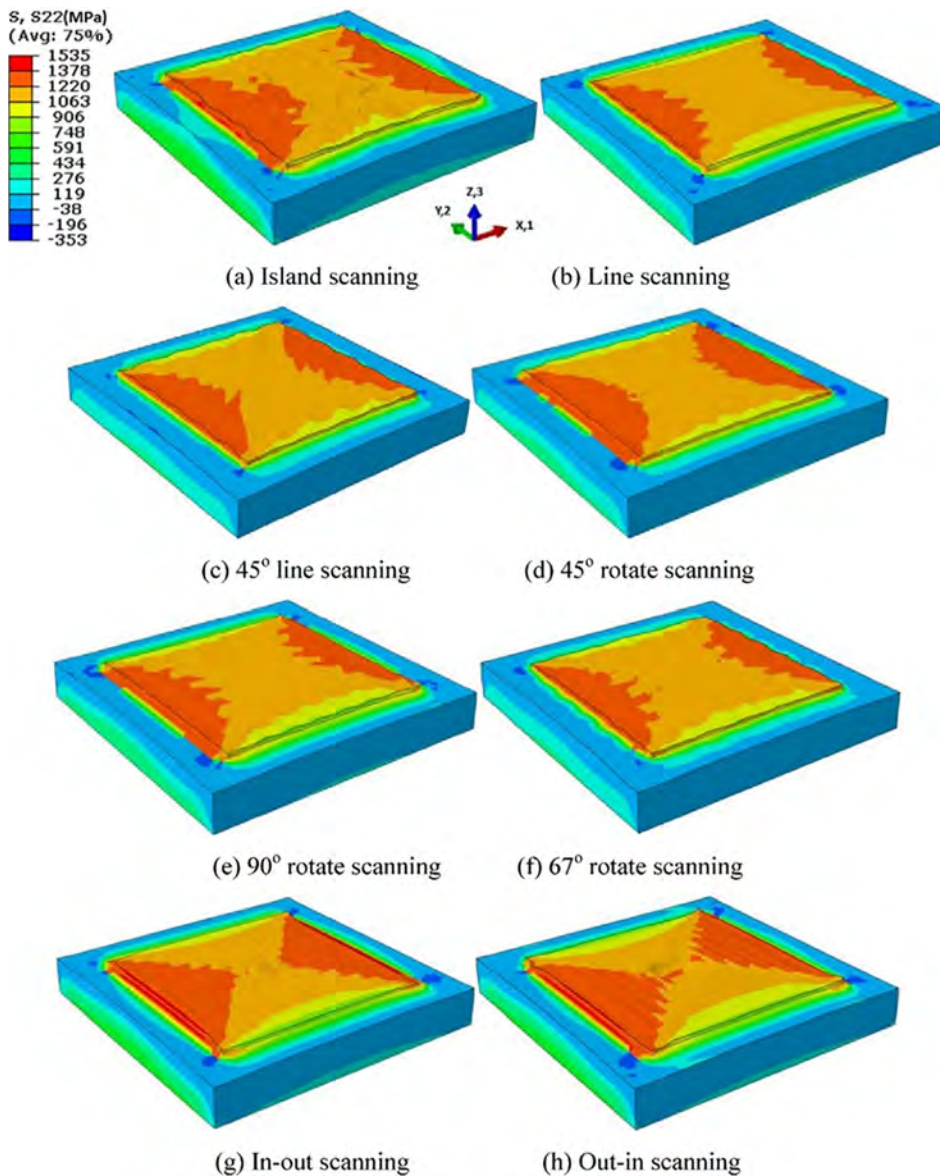 S, S22(MPa)
(Avg: 75%)
1535
1378
1220
1063
906
748
591
434
276
119
-38
-196
-353
Z,3
Y,2
X,1
(a) Island scanning
(b) Line scanning
(c) 45° line scanning
(d) 45° rotate scanning
(e) 90° rotate scanning
(f) 67° rotate scanning
(g) In-out scanning
(h) Out-in scanning